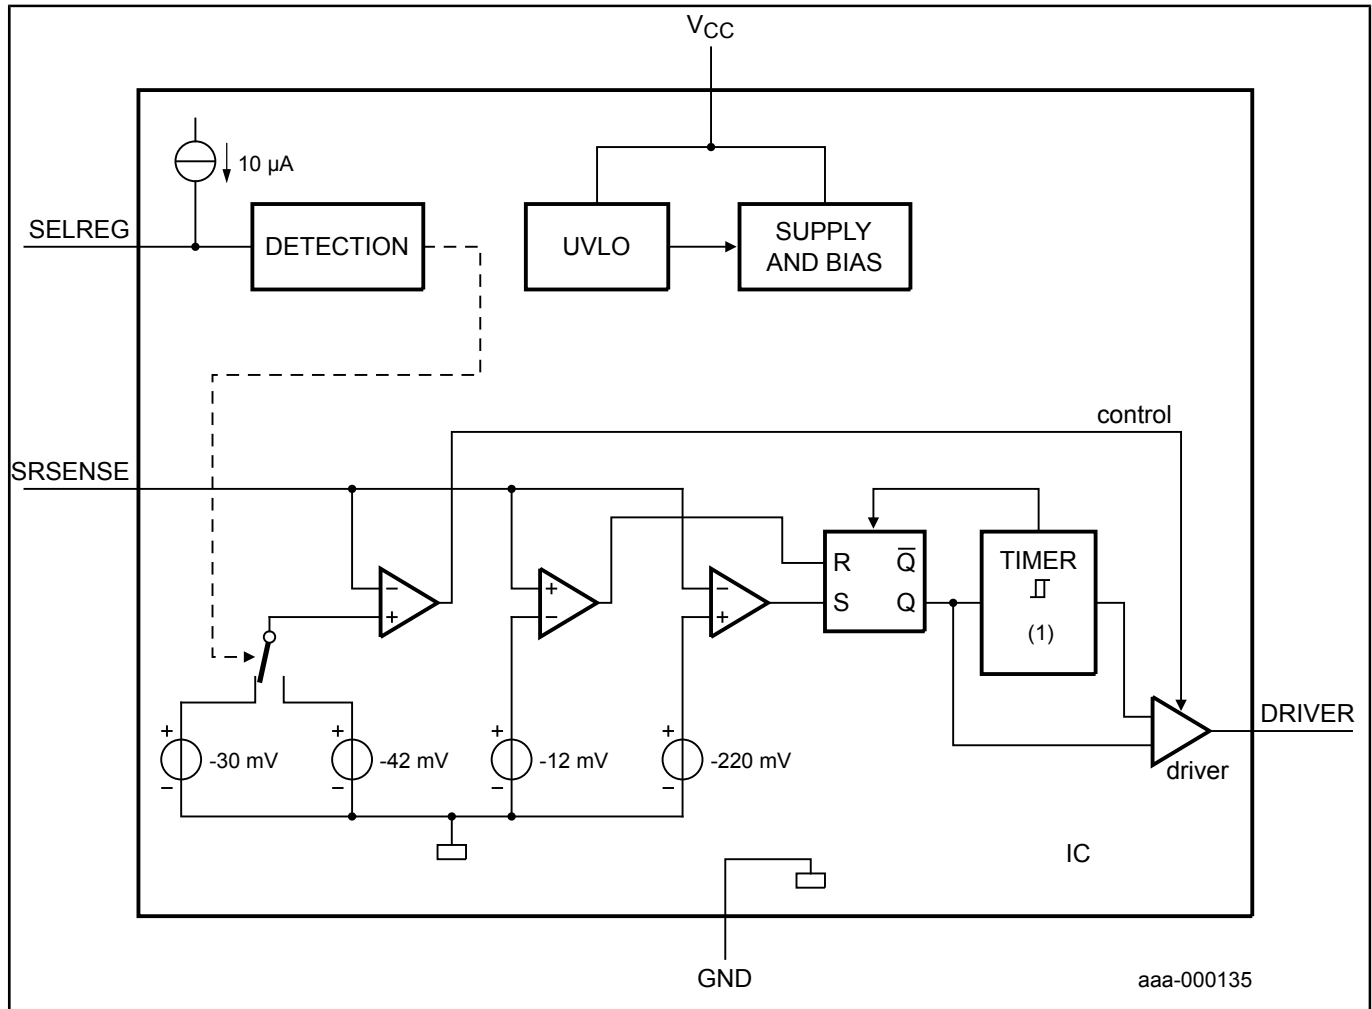 VCC
10 µA
SELREG
DETECTION
UVLO
SUPPLY
AND BIAS
control
SRSENSE
R
Q̅
S
Q
TIMER
(1)
−
+
+
−
−
+
+
-30 mV
−
+
-42 mV
−
+
-12 mV
−
+
-220 mV
−
DRIVER
driver
IC
GND
aaa-000135